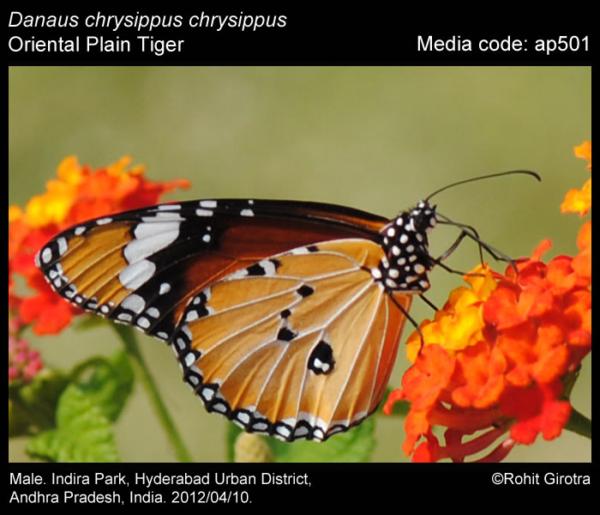 Danaus chrysippus chrysippus
Oriental Plain Tiger
Media code: ap501
Male. Indira Park, Hyderabad Urban District,
Andhra Pradesh, India. 2012/04/10.
©Rohit Girotra